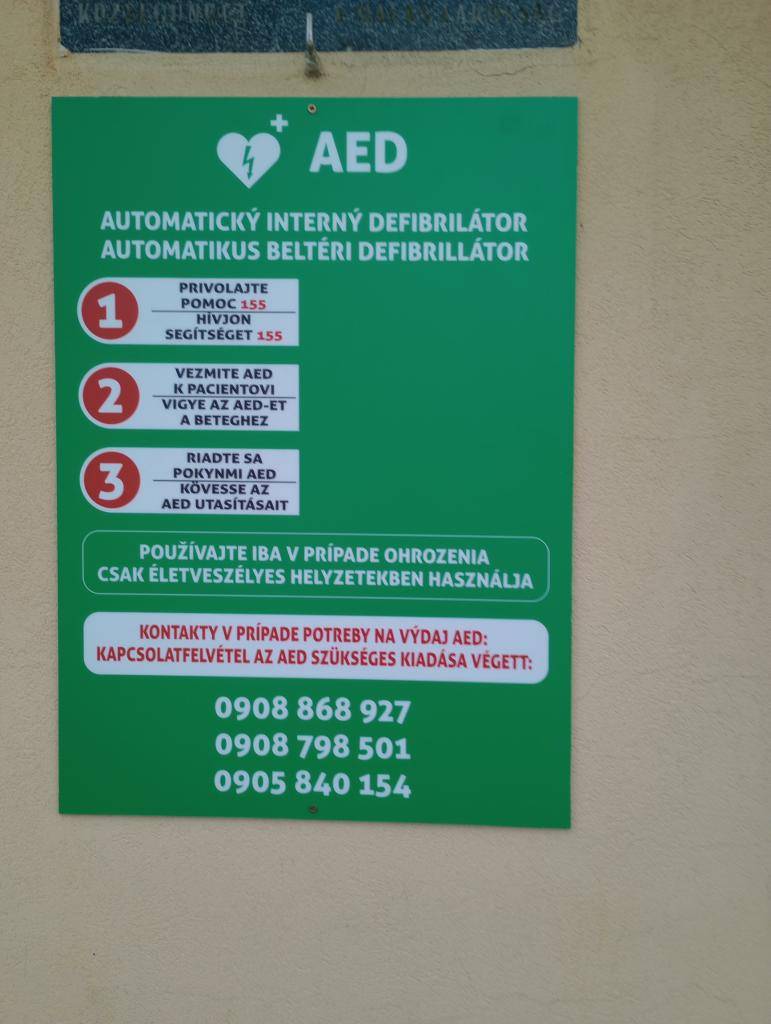 AED
AUTOMATICKÝ INTERNÝ DEFIBRILÁTOR
AUTOMATIKUS BELTÉRI DEFIBRILLÁTOR
1
PRIVOLAJTE
POMOC 155
HÍVJON
SEGÍTSÉGET 155
2
VEZMITE AED
K PACIENTOVI
VIGYE AZ AED-ET
A BETEGHEZ
3
RIADTE SA
POKYNMI AED
KÖVESSE AZ
AED UTASÍTÁSAIT
POUŽÍVAJTE IBA V PRÍPADE OHROZENIA
CSAK ÉLETVESZÉLYES HELYZETEKBEN HASZNÁLJA
KONTAKTY V PRÍPADE POTREBY NA VÝDAJ AED:
KAPCSOLATFELVÉTEL AZ AED SZÜKSÉGES KIADÁSA VÉGETT:
0908 868 927
0908 798 501
0905 840 154